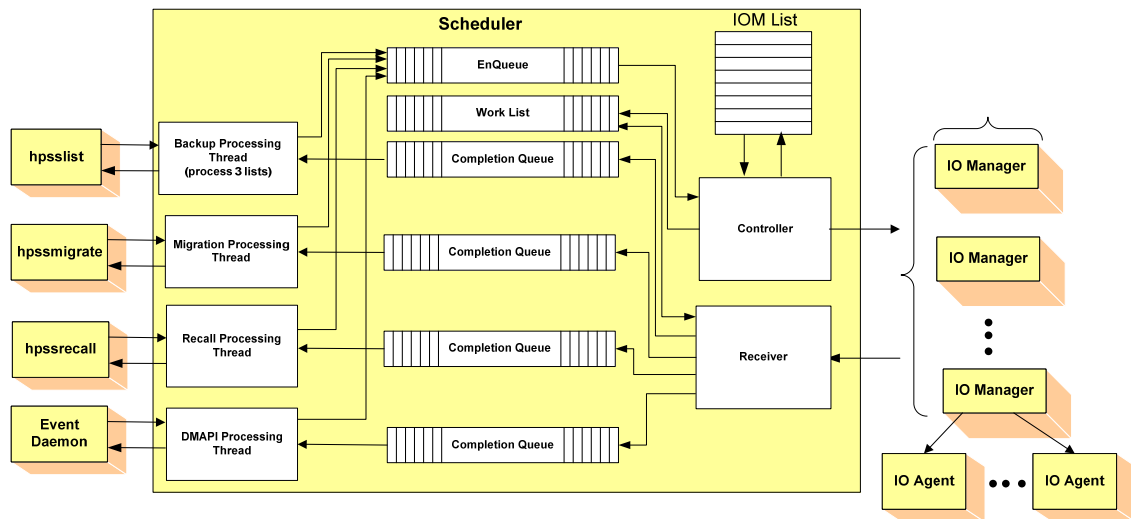 Scheduler
IOM List
EnQueue
Work List
Completion Queue
hpsslist
Backup Processing
Thread
(process 3 lists)
IO Manager
hpssmigrate
Migration Processing
Thread
Completion Queue
Controller
IO Manager
hpssrecall
Recall Processing
Thread
Completion Queue
Receiver
IO Manager
Event
Daemon
DMAPI Processing
Thread
Completion Queue
IO Agent
IO Agent